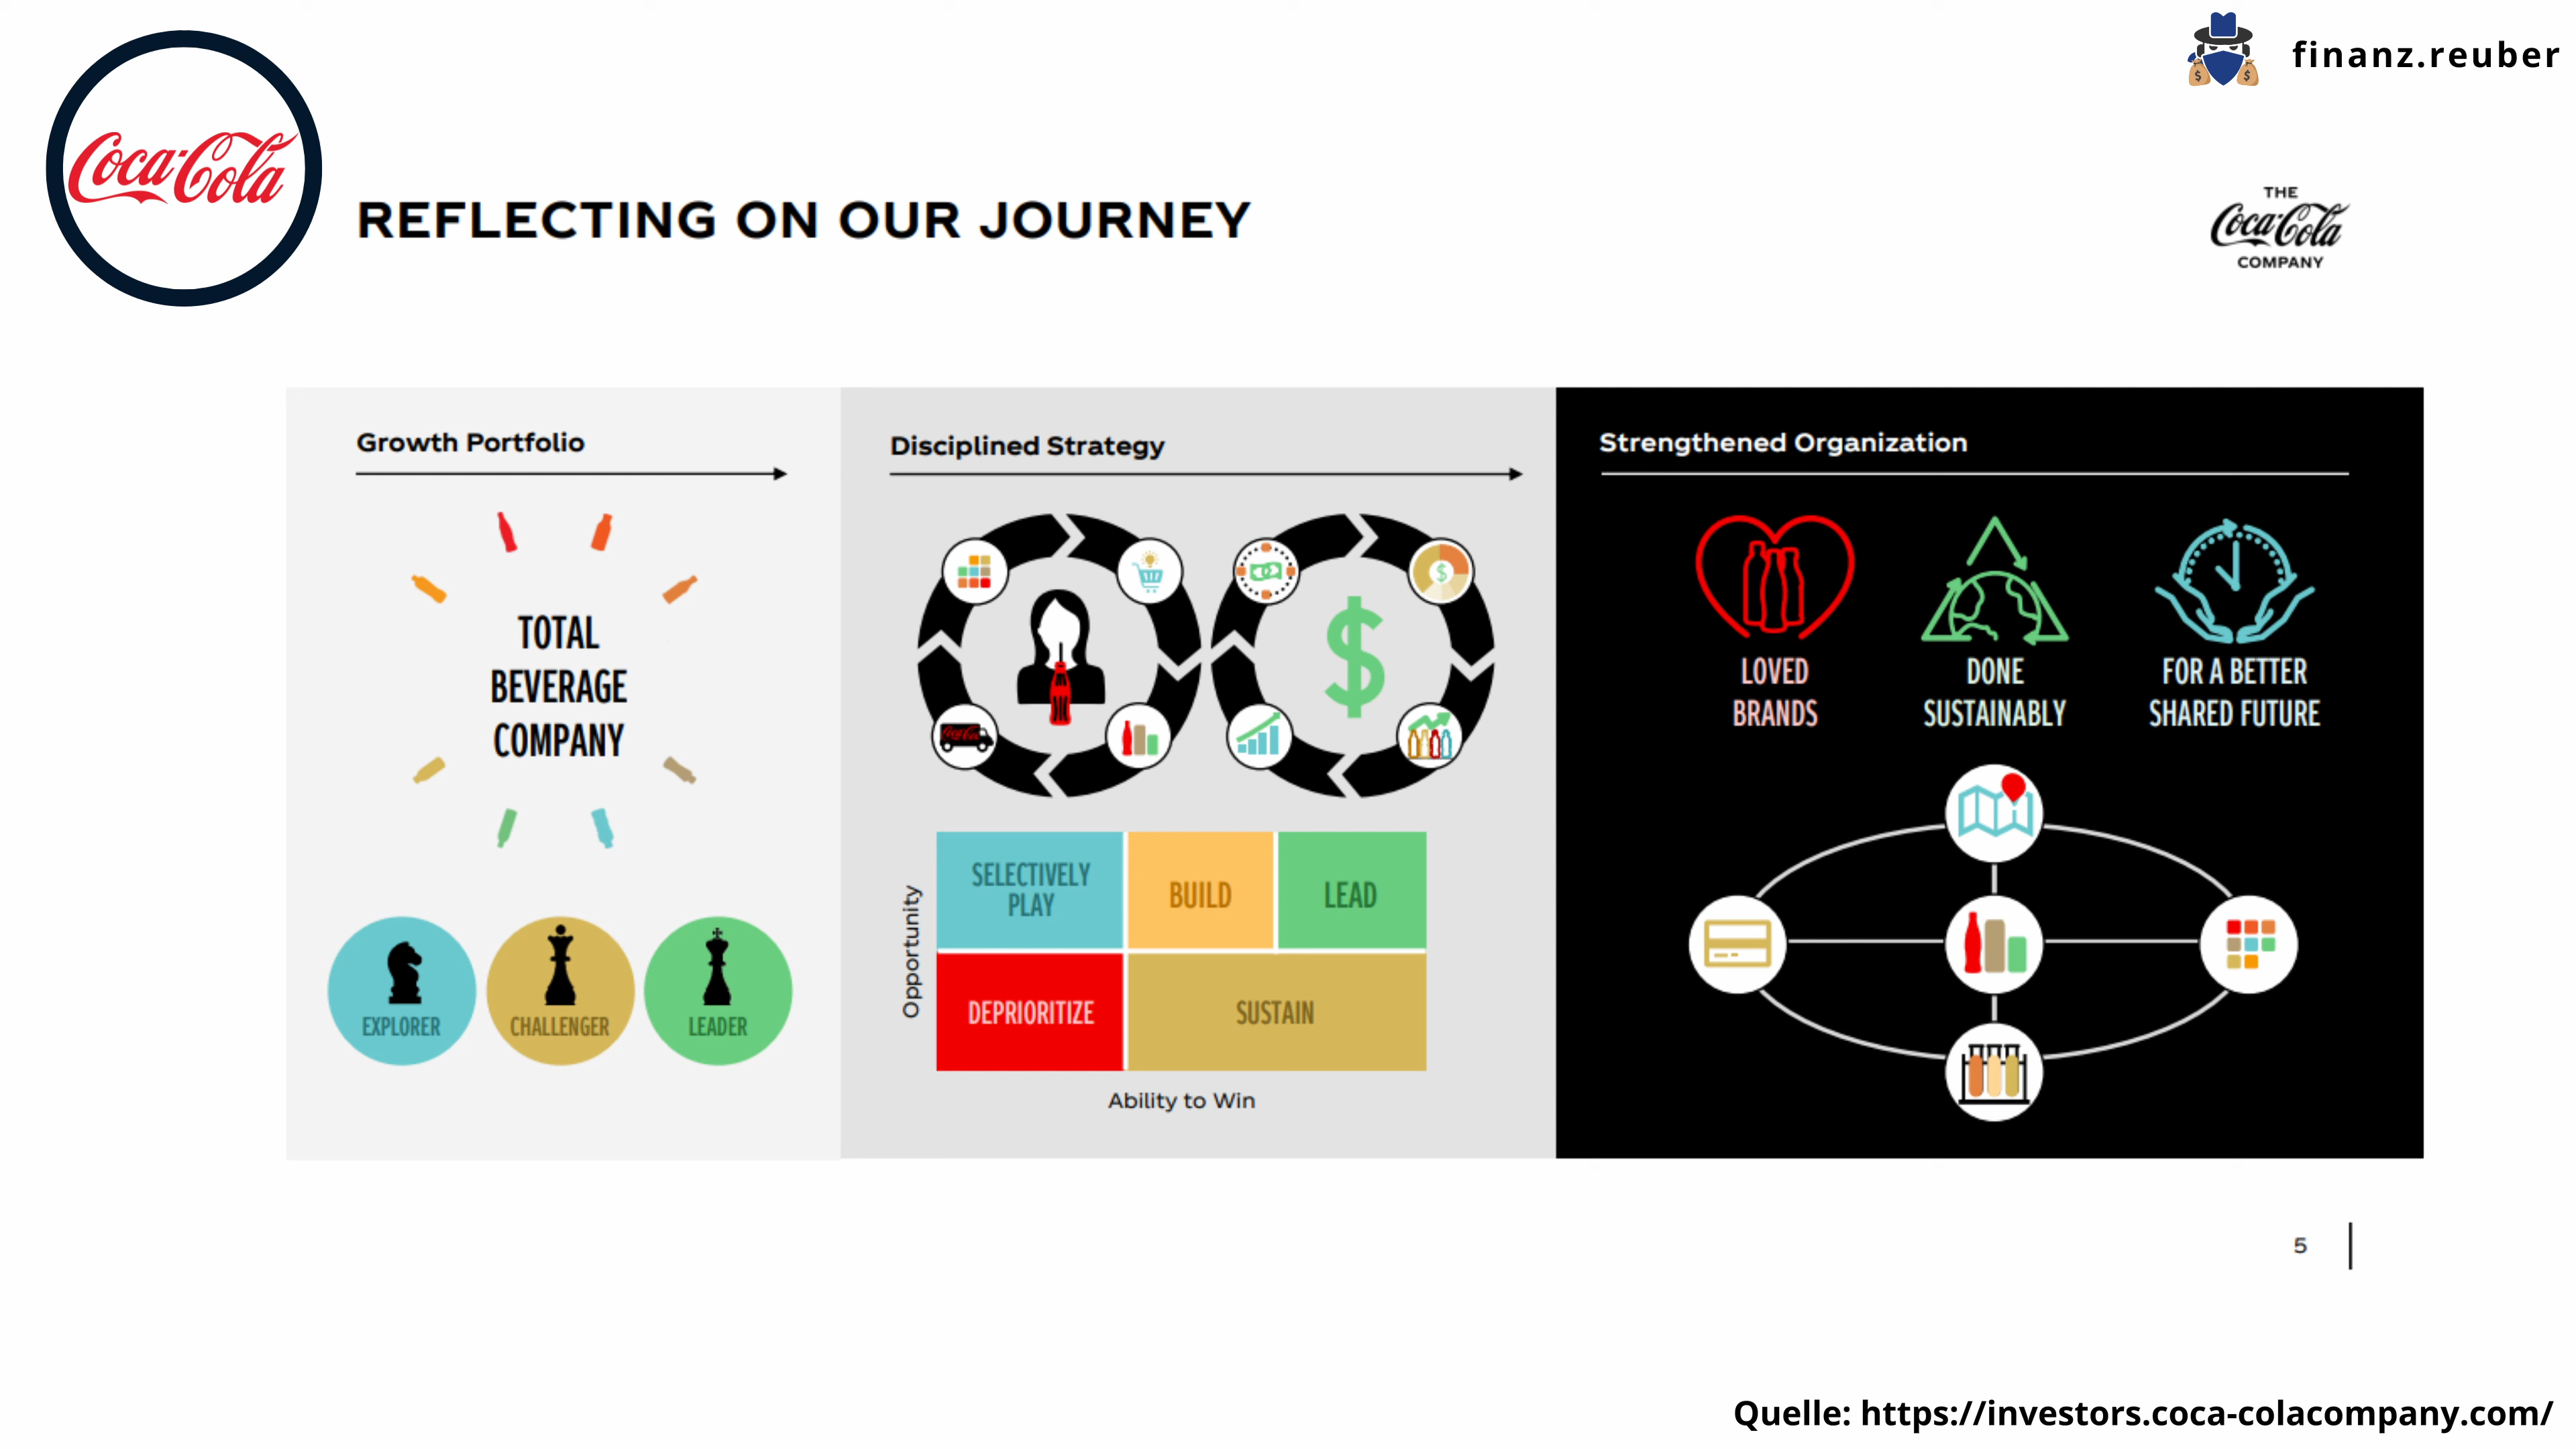 finanz.reuber
Coca-Cola
REFLECTING ON OUR JOURNEY
THE
Coca-Cola
COMPANY
Growth Portfolio
TOTAL
BEVERAGE
COMPANY
EXPLORER
CHALLENGER
LEADER
Disciplined Strategy
Coca-Cola
Opportunity
SELECTIVELY
PLAY
BUILD
LEAD
DEPRIORITIZE
SUSTAIN
Ability to Win
Strengthened Organization
LOVED
BRANDS
DONE
SUSTAINABLY
FOR A BETTER
SHARED FUTURE
5
Quelle: https://investors.coca-colacompany.com/